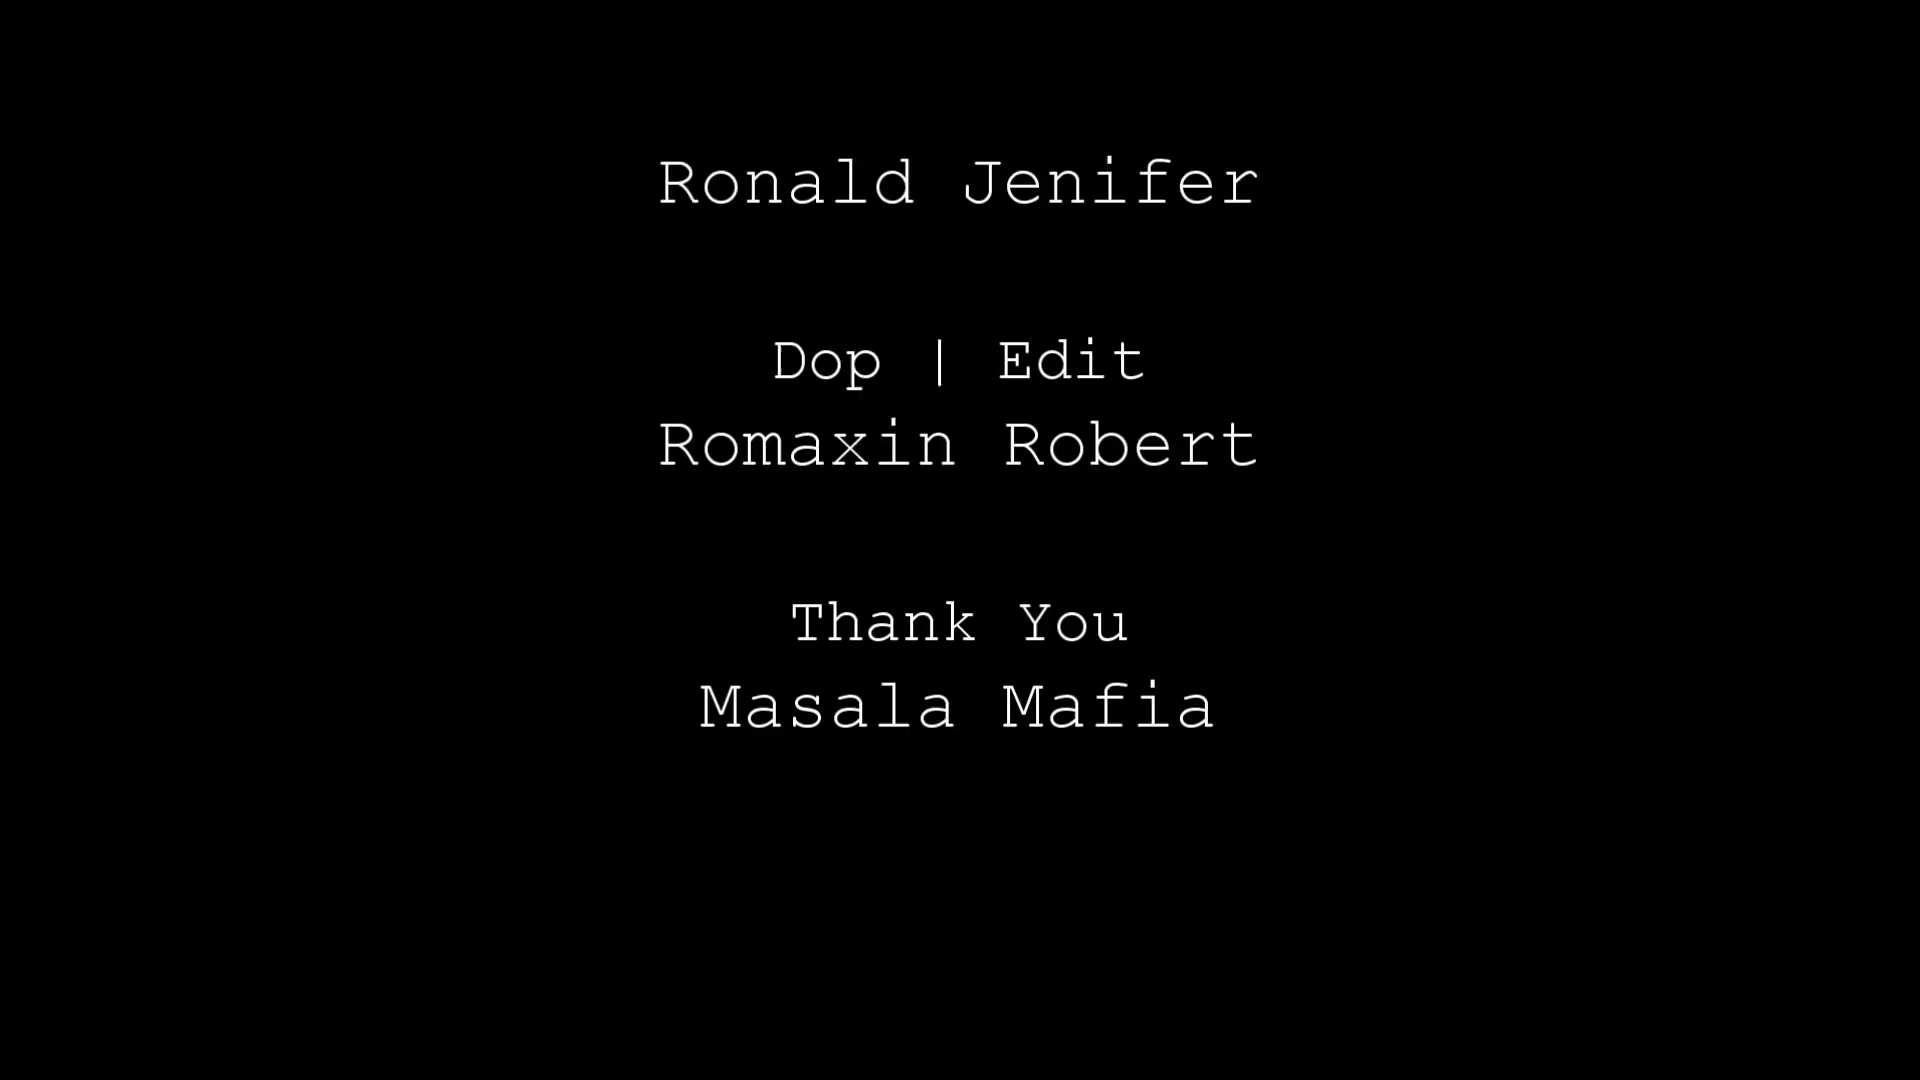 Ronald Jenifer
Dop | Edit
Romaxin Robert
Thank You
Masala Mafia